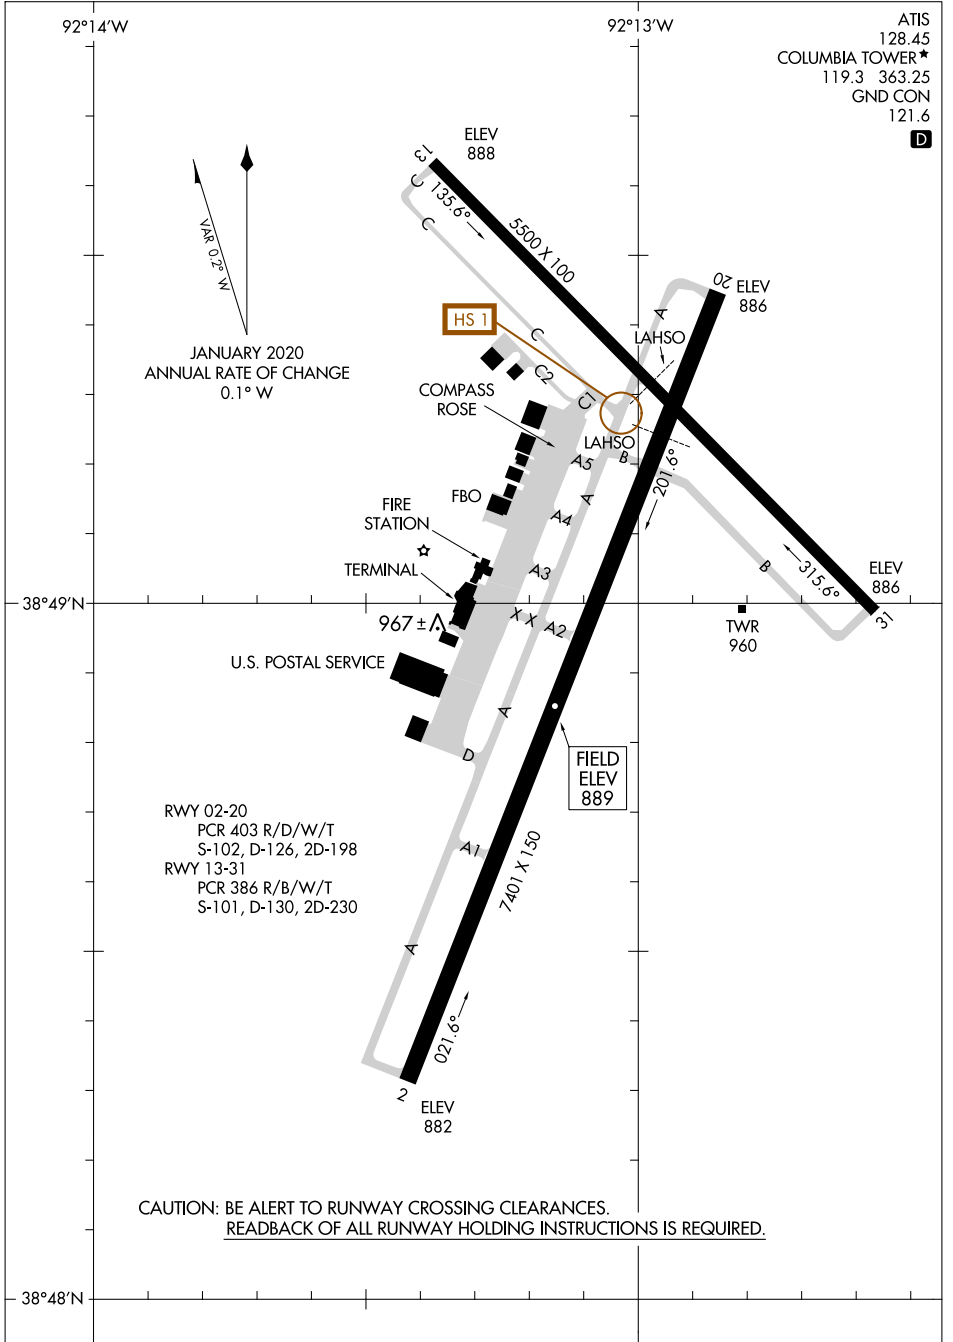 92°14'W
92°13'W
ATIS
128.45
COLUMBIA TOWER★
119.3 363.25
GND CON
121.6
D
ELEV
888
13
C
135.6°
C
5500 X 100
VAR 0.2° W
JANUARY 2020
ANNUAL RATE OF CHANGE
0.1° W
20
ELEV
886
A
HS 1
C
LAHSO
C2
COMPASS
ROSE
C1
LAHSO
A5
B
201.6°
FBO
A
A4
FIRE
STATION
TERMINAL
A3
B
315.6°
ELEV
886
38°49'N
31
967 ±
X X
A2
TWR
960
U.S. POSTAL SERVICE
A
D
FIELD
ELEV
889
RWY 02-20
PCR 403 R/D/W/T
S-102, D-126, 2D-198
RWY 13-31
PCR 386 R/B/W/T
S-101, D-130, 2D-230
A1
7401 X 150
A
021.6°
2
ELEV
882
CAUTION: BE ALERT TO RUNWAY CROSSING CLEARANCES.
READBACK OF ALL RUNWAY HOLDING INSTRUCTIONS IS REQUIRED.
38°48'N